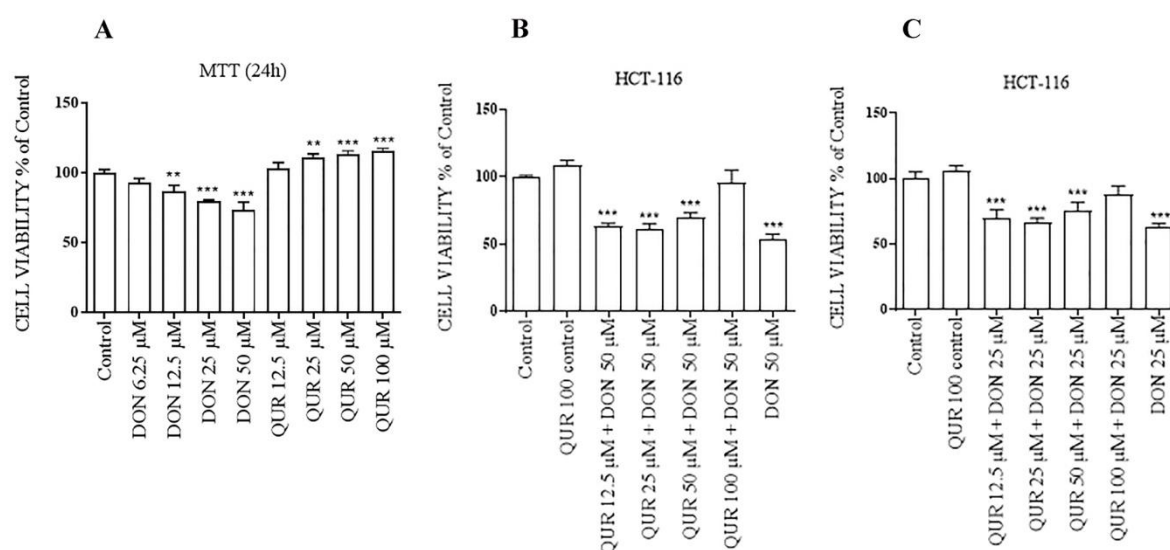 A
MTT (24h)
CELL VIABILITY % of Control
150
100
50
0
**
***
***
**
***
***
Control
DON 6.25 µM
DON 12.5 µM
DON 25 µM
DON 50 µM
QUR 12.5 µM
QUR 25 µM
QUR 50 µM
QUR 100 µM
B
HCT-116
CELL VIABILITY % of Control
150
100
50
0
***
***
***
***
Control
QUR 100 control
QUR 12.5 µM + DON 50 µM
QUR 25 µM + DON 50 µM
QUR 50 µM + DON 50 µM
QUR 100 µM + DON 50 µM
DON 50 µM
C
HCT-116
CELL VIABILITY % of Control
150
100
50
0
***
***
***
***
Control
QUR 100 control
QUR 12.5 µM + DON 25 µM
QUR 25 µM + DON 25 µM
QUR 50 µM + DON 25 µM
QUR 100 µM + DON 25 µM
DON 25 µM